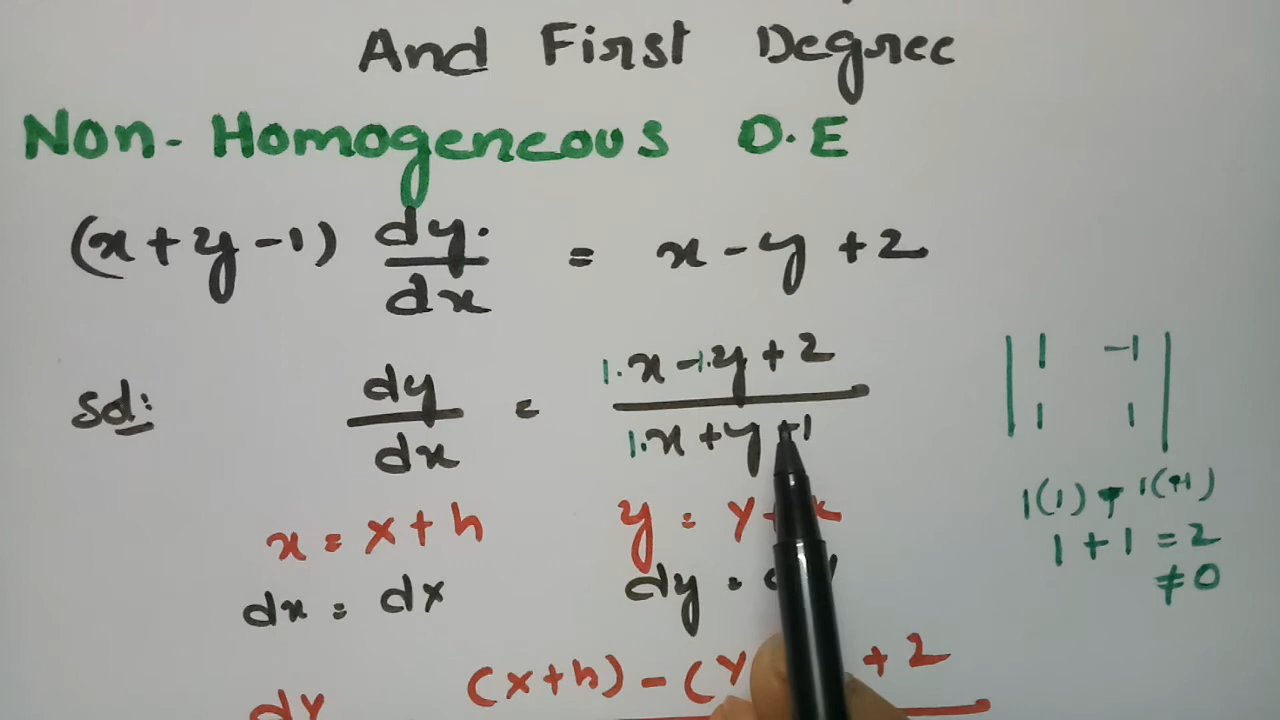 And First Degree
Non-Homogeneous D.E
(x+y-1) dy/dx = x-y+2
Sol: dy/dx = 1.x-1.y+2 / 1.x+y+1
| 1 -1 |
| 1 1 |
1(1)+1(+1)
1+1=2
≠0
x = X+h y = Y+k
dx = dX dy =
dY (X+h)-(Y +2